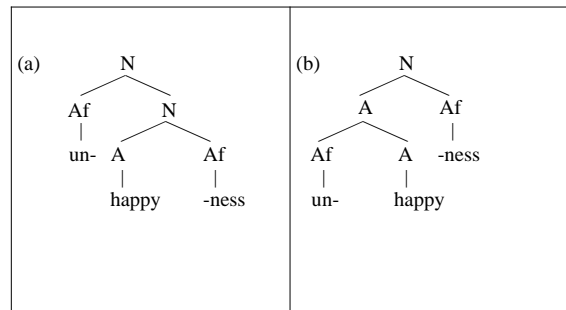 (a) N
Af N
un- A Af
happy -ness
(b) N
A Af
Af A -ness
un- happy